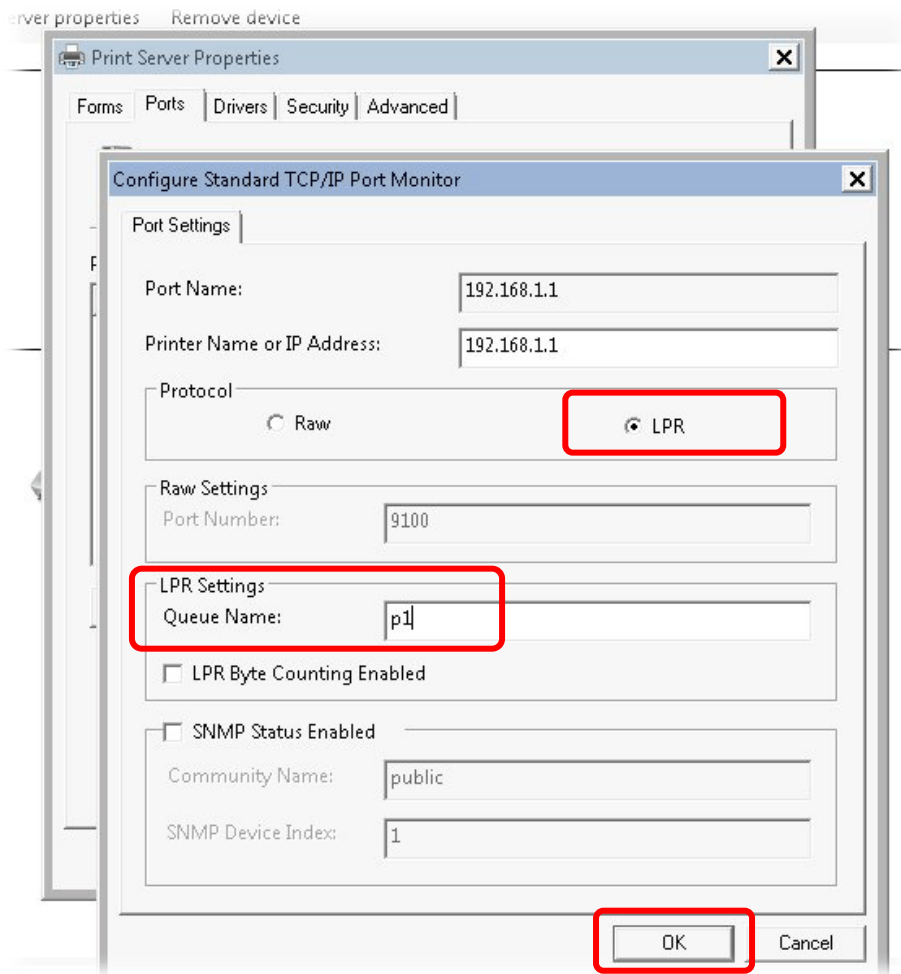 erver properties Remove device
Print Server Properties
Forms Ports Drivers Security Advanced
Configure Standard TCP/IP Port Monitor
Port Settings
Port Name: 192.168.1.1
Printer Name or IP Address: 192.168.1.1
Protocol
Raw LPR
Raw Settings
Port Number: 9100
LPR Settings
Queue Name: p1
LPR Byte Counting Enabled
SNMP Status Enabled
Community Name: public
SNMP Device Index: 1
OK Cancel